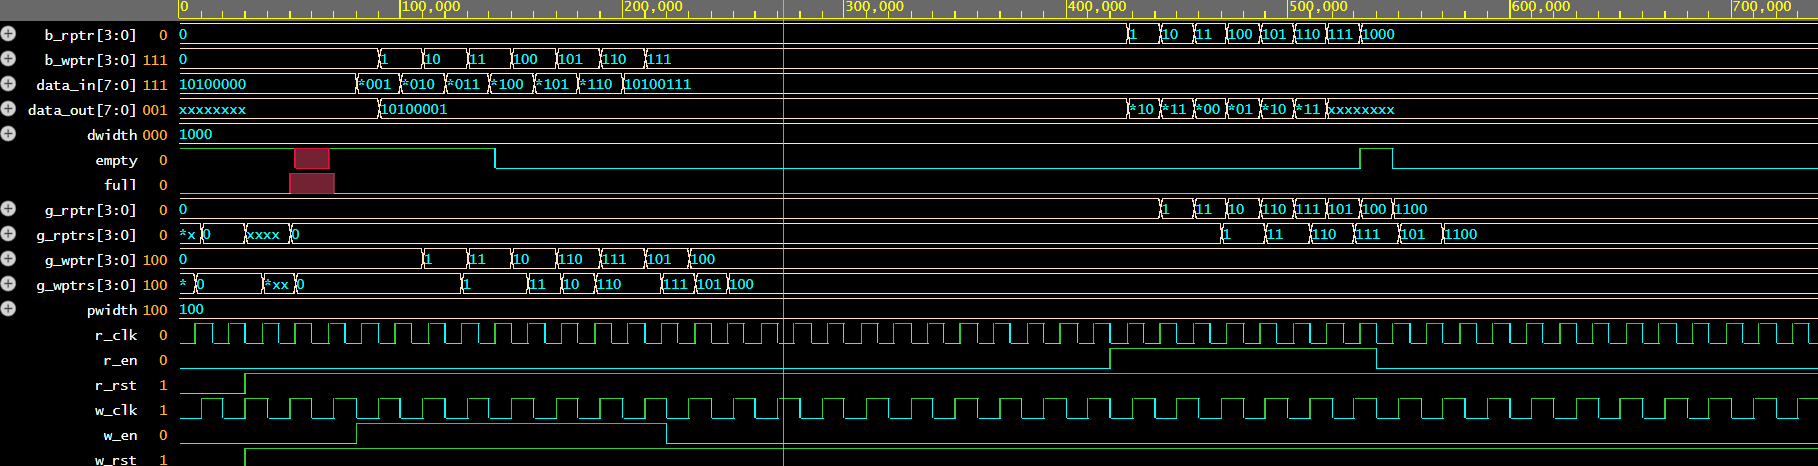 0 100,000 200,000 300,000 400,000 500,000 600,000 700,000
b_rptr[3:0] 0 0 1 10 11 100 101 110 111 1000
b_wptr[3:0] 111 0 1 10 11 100 101 110 111
data_in[7:0] 111 10100000 *001 *010 *011 *100 *101 *110 10100111
data_out[7:0] 001 xxxxxxxx 10100001 *10 *11 *00 *01 *10 *11 xxxxxxxx
dwidth 000 1000
empty 0
full 0
g_rptr[3:0] 0 0 1 11 10 110 111 101 100 1100
g_rptrs[3:0] 0 *x 0 xxxx 0 1 11 110 111 101 1100
g_wptr[3:0] 100 0 1 11 10 110 111 101 100
g_wptrs[3:0] 100 * 0 *xx 0 1 11 10 110 111 101 100
pwidth 100 100
r_clk 0
r_en 0
r_rst 1
w_clk 1
w_en 0
w_rst 1